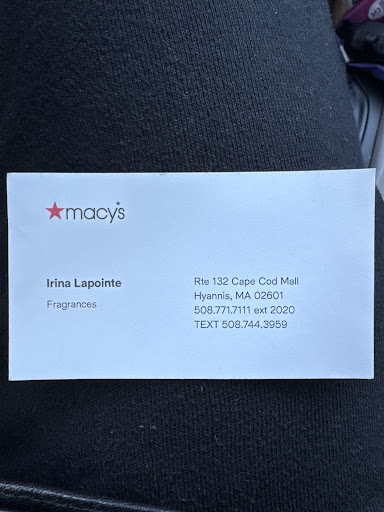 macy's
Irina Lapointe
Fragrances
Rte 132 Cape Cod Mall
Hyannis, MA 02601
508.771.7111 ext 2020
TEXT 508.744.3959